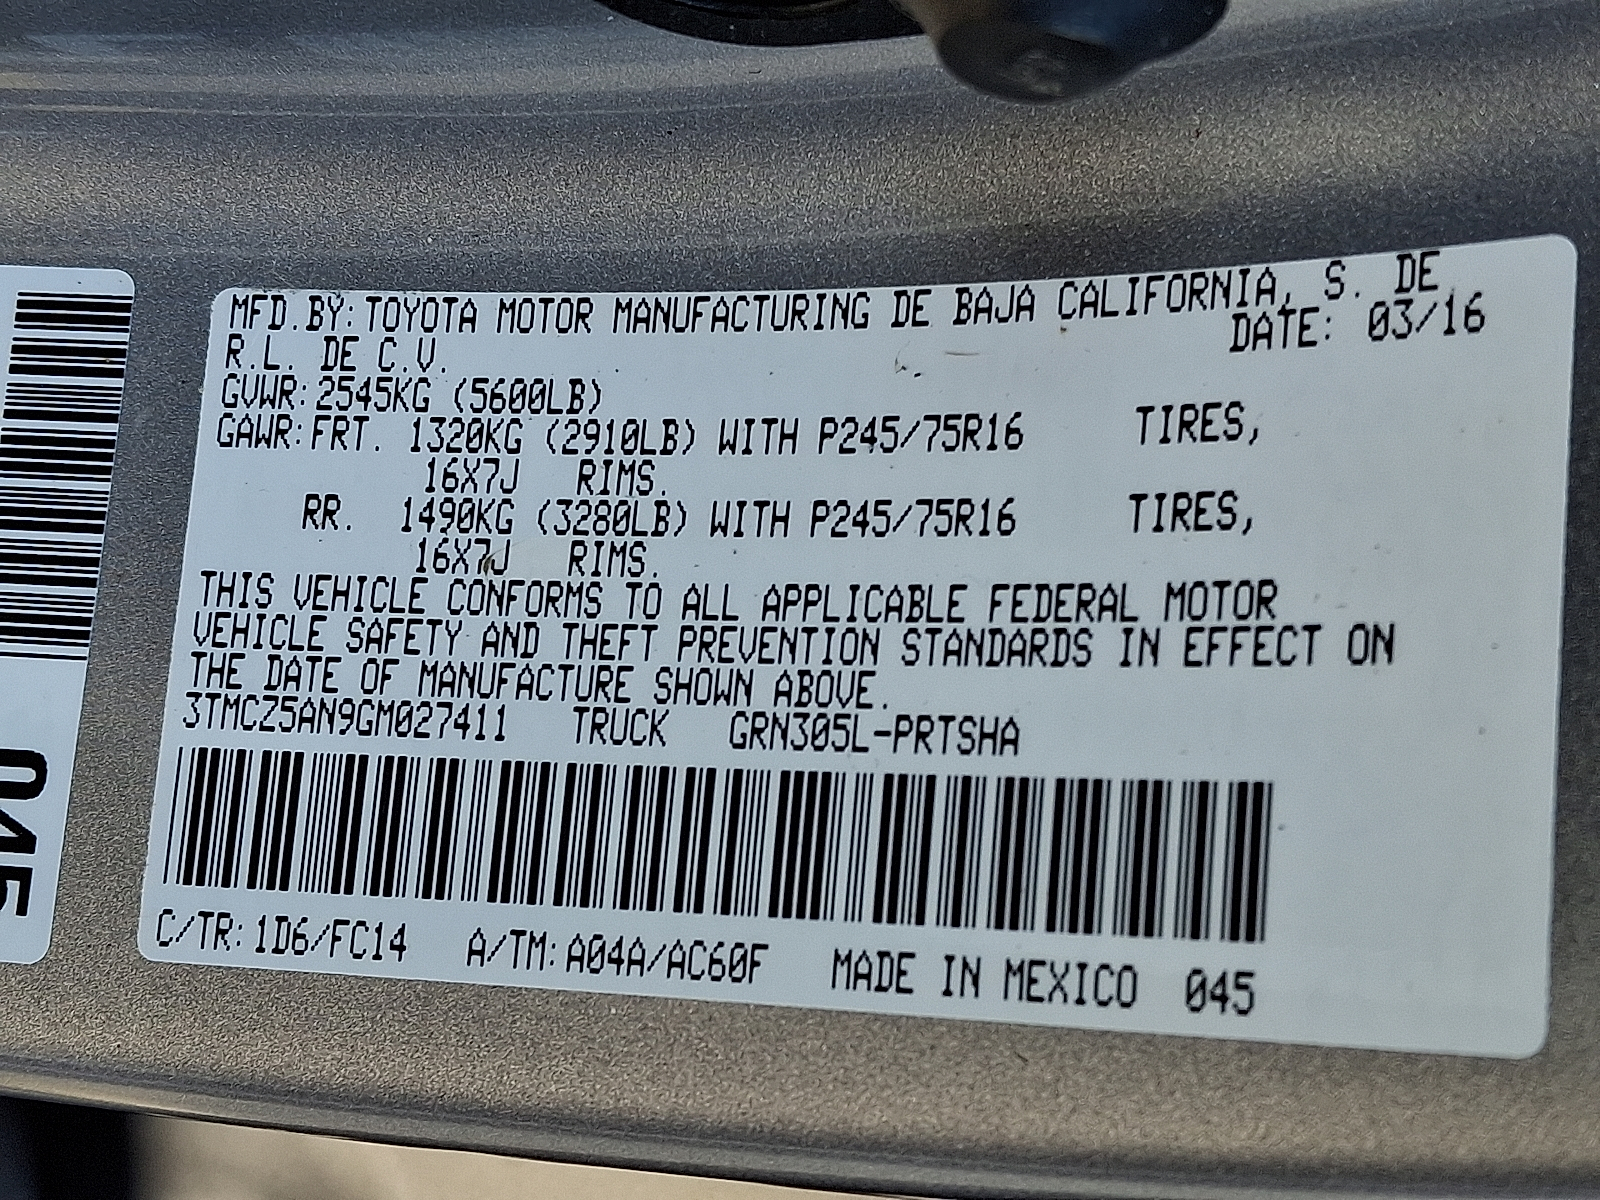 MFD.BY:TOYOTA MOTOR MANUFACTURING DE BAJA CALIFORNIA, S. DE
R.L. DE C.V. DATE: 03/16
GVWR:2545KG (5600LB)
GAWR:FRT. 1320KG (2910LB) WITH P245/75R16 TIRES,
16X7J RIMS.
RR. 1490KG (3280LB) WITH P245/75R16 TIRES,
16X7J RIMS.
THIS VEHICLE CONFORMS TO ALL APPLICABLE FEDERAL MOTOR
VEHICLE SAFETY AND THEFT PREVENTION STANDARDS IN EFFECT ON
THE DATE OF MANUFACTURE SHOWN ABOVE.
3TMCZ5AN9GM027411 TRUCK GRN305L-PRTSHA
C/TR:1D6/FC14 A/TM:A04A/AC60F MADE IN MEXICO 045
045